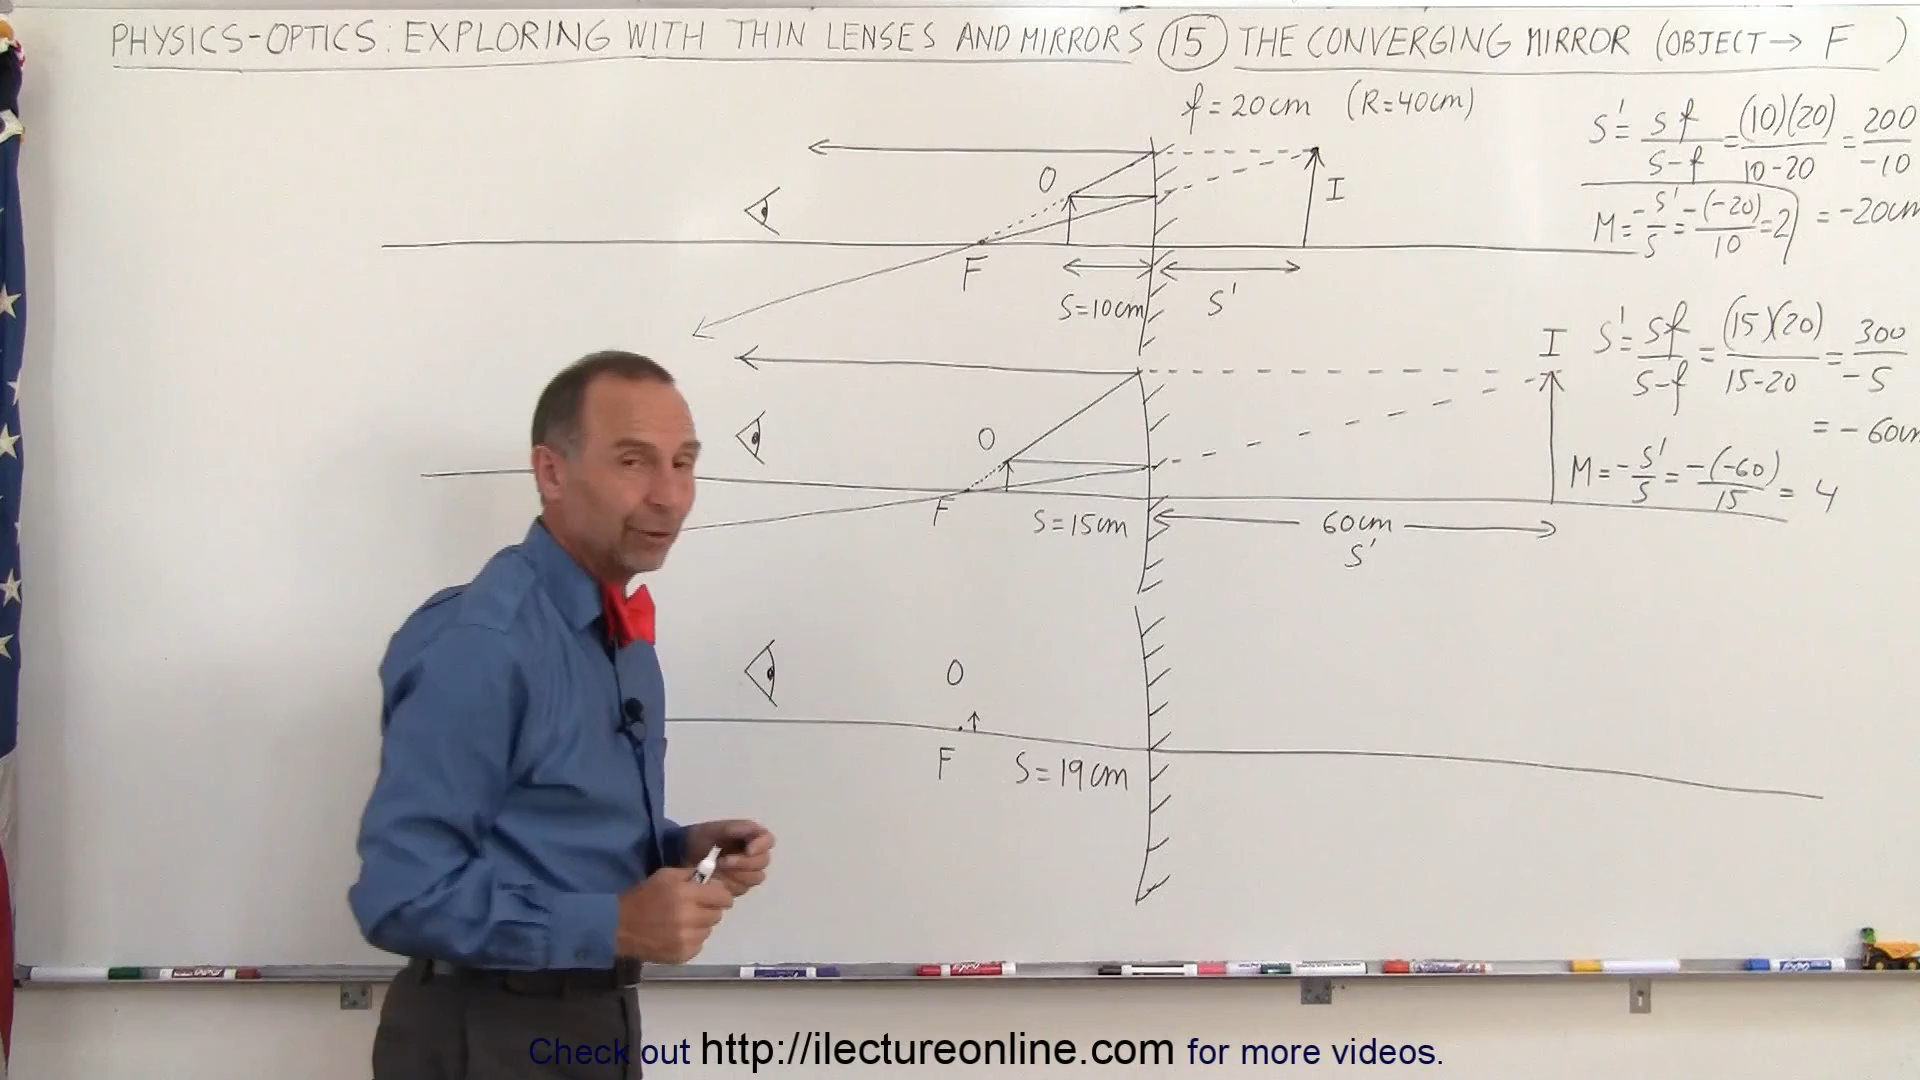 PHYSICS-OPTICS: EXPLORING WITH THIN LENSES AND MIRRORS 15 THE CONVERGING MIRROR (OBJECT→ F )
f = 20cm (R=40cm)
S' = Sf/S-f = (10)(20)/10-20 = 200/-10
= -20cm
M = -S'/S = -(-20)/10 = 2
O
I
F
S=10cm
S'
I
S' = Sf/S-f = (15)(20)/15-20 = 300/-5
= -60cm
M = -S'/S = -(-60)/15 = 4
O
F
S=15cm
60cm
S'
O
F
S=19cm
Check out http://ilectureonline.com for more videos.